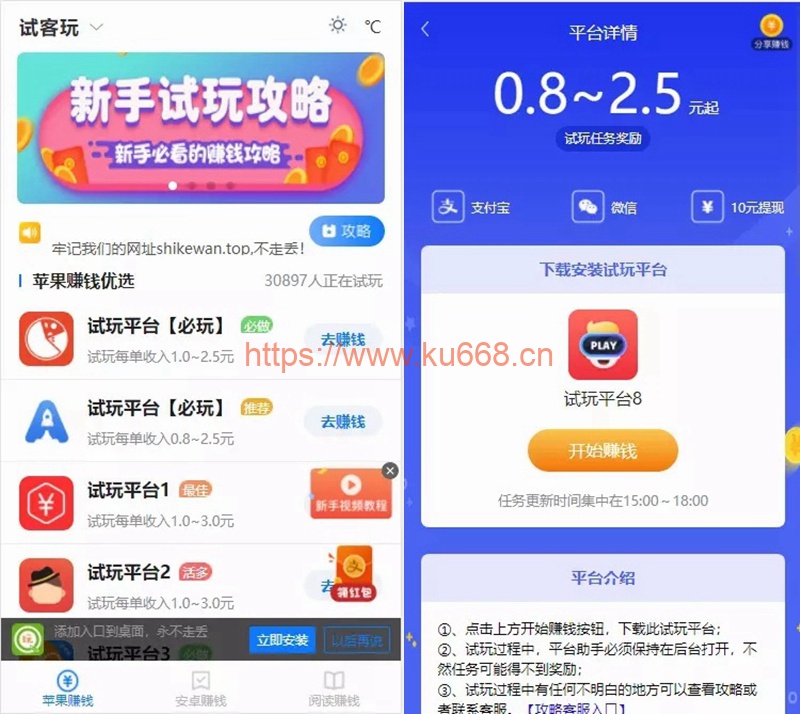 试客玩
℃
新手试玩攻略
新手必看的赚钱攻略
牢记我们的网址shikewan.top,不走丢!
攻略
苹果赚钱优选
30897人正在试玩
试玩平台【必玩】 必做
试玩每单收入1.0~2.5元
去赚钱
试玩平台【必玩】 推荐
试玩每单收入0.8~2.5元
去赚钱
试玩平台1 最佳
试玩每单收入1.0~3.0元
新手视频教程
试玩平台2 活多
试玩每单收入1.0~3.0元
去
领红包
添加入口到桌面，永不走丢
立即安装
以后再说
试玩平台3
苹果赚钱
安卓赚钱
阅读赚钱
平台详情
分享赚钱
0.8~2.5 元起
试玩任务奖励
支付宝
微信
¥ 10元提现
下载安装试玩平台
PLAY
试玩平台8
开始赚钱
任务更新时间集中在15:00~18:00
平台介绍
①、点击上方开始赚钱按钮，下载此试玩平台；
②、试玩过程中，平台助手必须保持在后台打开，不
然任务可能得不到奖励；
③、试玩过程中有任何不明白的地方可以查看攻略或
者联系客服。【攻略客服入口】
https://www.ku668.cn